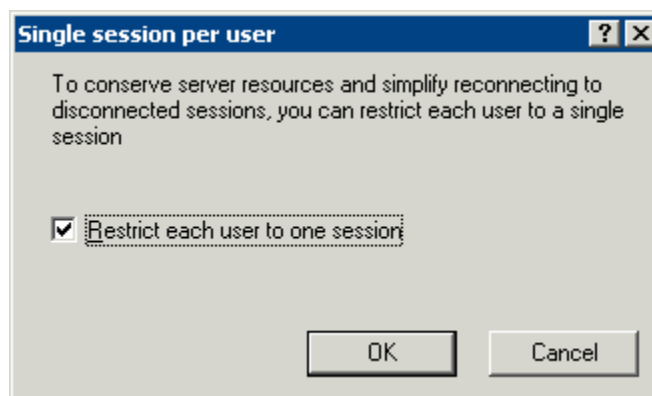 Single session per user
To conserve server resources and simplify reconnecting to
disconnected sessions, you can restrict each user to a single
session
Restrict each user to one session
OK
Cancel